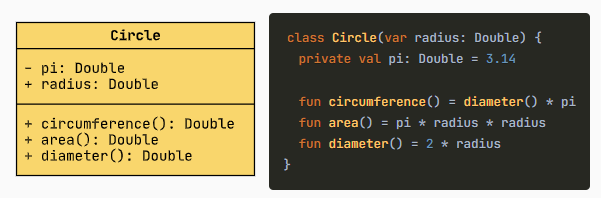 Circle
- pi: Double
+ radius: Double
+ circumference(): Double
+ area(): Double
+ diameter(): Double
class Circle(var radius: Double) {
  private val pi: Double = 3.14

  fun circumference() = diameter() * pi
  fun area() = pi * radius * radius
  fun diameter() = 2 * radius
}